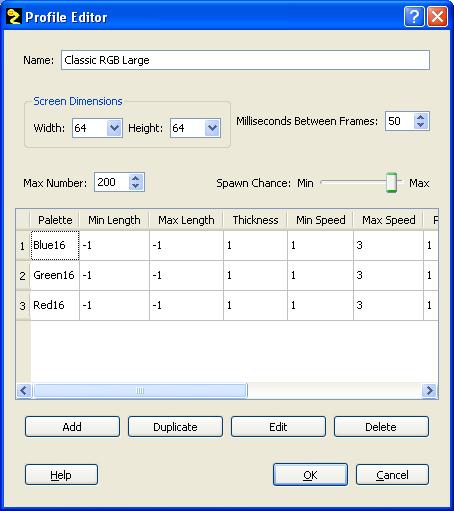 Profile Editor
Name: Classic RGB Large
Screen Dimensions
Width: 64 Height: 64 Milliseconds Between Frames: 50
Max Number: 200 Spawn Chance: Min Max
Palette Min Length Max Length Thickness Min Speed Max Speed
1 Blue16 -1 -1 1 1 3 1
2 Green16 -1 -1 1 1 3 1
3 Red16 -1 -1 1 1 3 1
Add Duplicate Edit Delete
Help OK Cancel